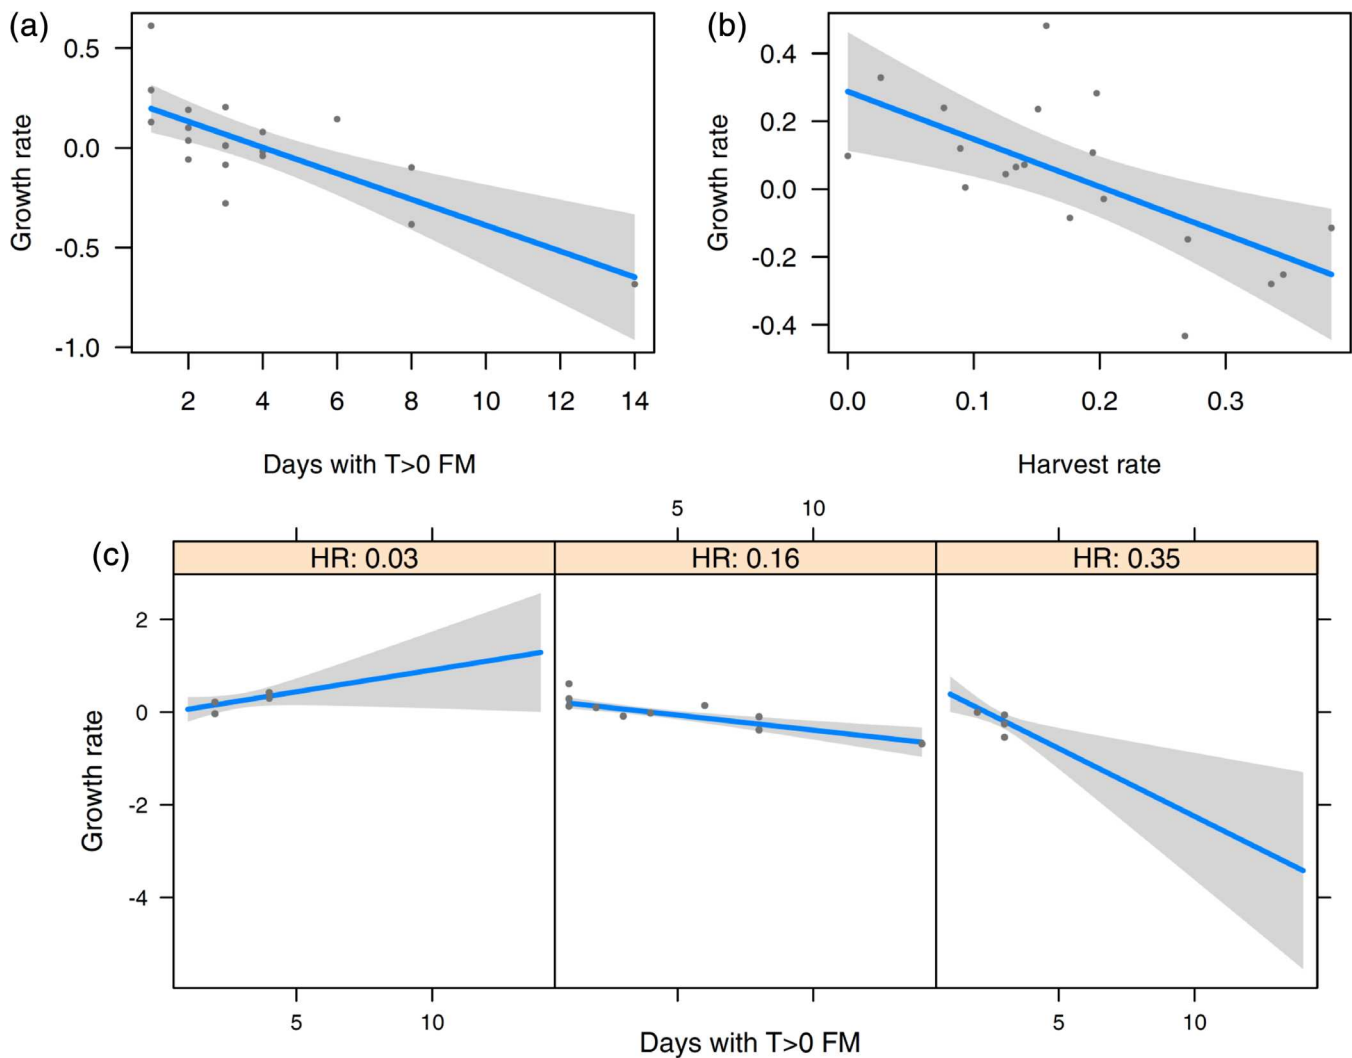 (a)
0.5
0.0
-0.5
-1.0
Growth rate
2 4 6 8 10 12 14
Days with T>0 FM
(b)
0.4
0.2
0.0
-0.2
-0.4
Growth rate
0.0 0.1 0.2 0.3
Harvest rate
(c)
5 10
HR: 0.03 HR: 0.16 HR: 0.35
2
0
-2
-4
Growth rate
5 10 5 10
Days with T>0 FM